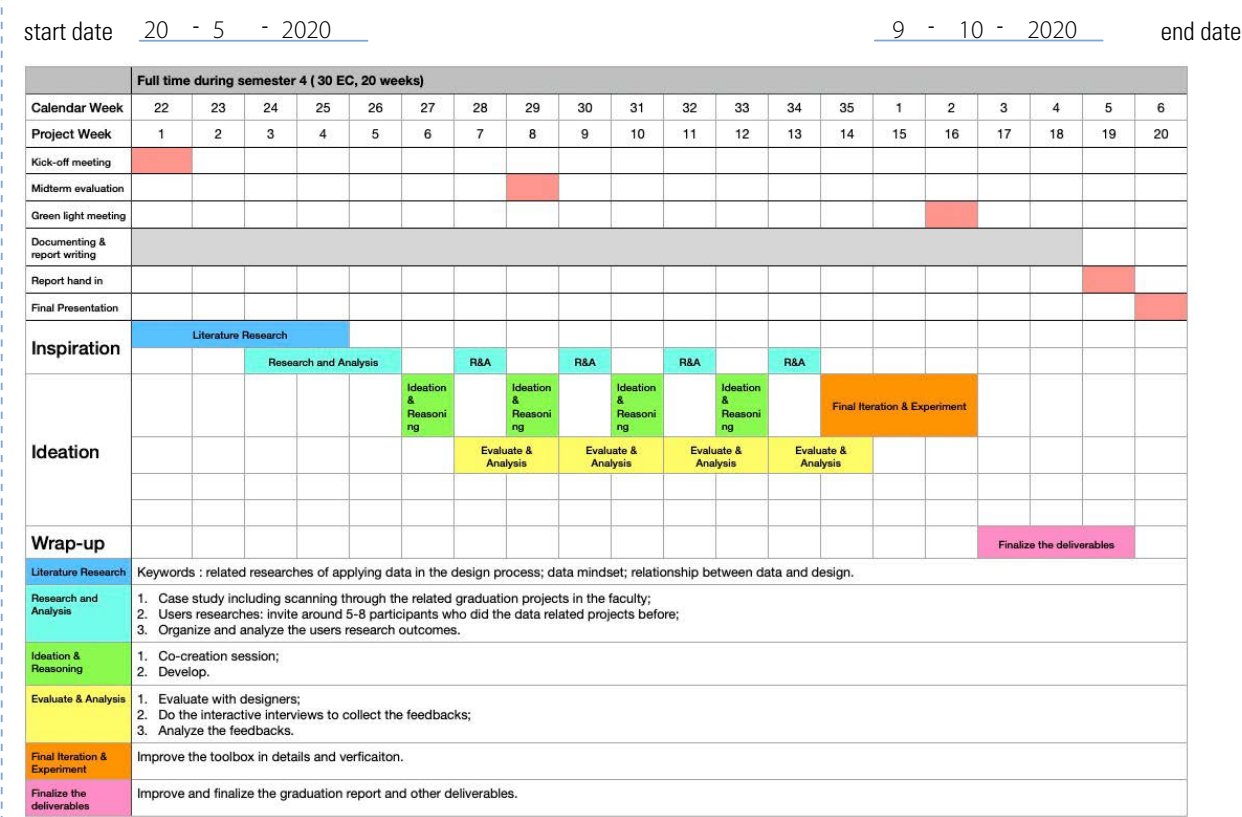 start date 20 - 5 - 2020 9 - 10 - 2020 end date
Full time during semester 4 ( 30 EC, 20 weeks)
Calendar Week 22 23 24 25 26 27 28 29 30 31 32 33 34 35 1 2 3 4 5 6
Project Week 1 2 3 4 5 6 7 8 9 10 11 12 13 14 15 16 17 18 19 20
Kick-off meeting
Midterm evaluation
Green light meeting
Documenting &
report writing
Report hand in
Final Presentation
Inspiration
Literature Research
Research and Analysis R&A R&A R&A R&A
Ideation
Ideation Ideation Ideation Ideation
& & & &
Reasoni Reasoni Reasoni Reasoni
ng ng ng ng
Final Iteration & Experiment
Evaluate & Evaluate & Evaluate & Evaluate &
Analysis Analysis Analysis Analysis
Wrap-up Finalize the deliverables
Literature Research Keywords : related researches of applying data in the design process; data mindset; relationship between data and design.
Research and
Analysis
1. Case study including scanning through the related graduation projects in the faculty;
2. Users researches: invite around 5-8 participants who did the data related projects before;
3. Organize and analyze the users research outcomes.
Ideation &
Reasoning
1. Co-creation session;
2. Develop.
Evaluate & Analysis
1. Evaluate with designers;
2. Do the interactive interviews to collect the feedbacks;
3. Analyze the feedbacks.
Final Iteration &
Experiment
Improve the toolbox in details and verficaiton.
Finalize the
deliverables
Improve and finalize the graduation report and other deliverables.